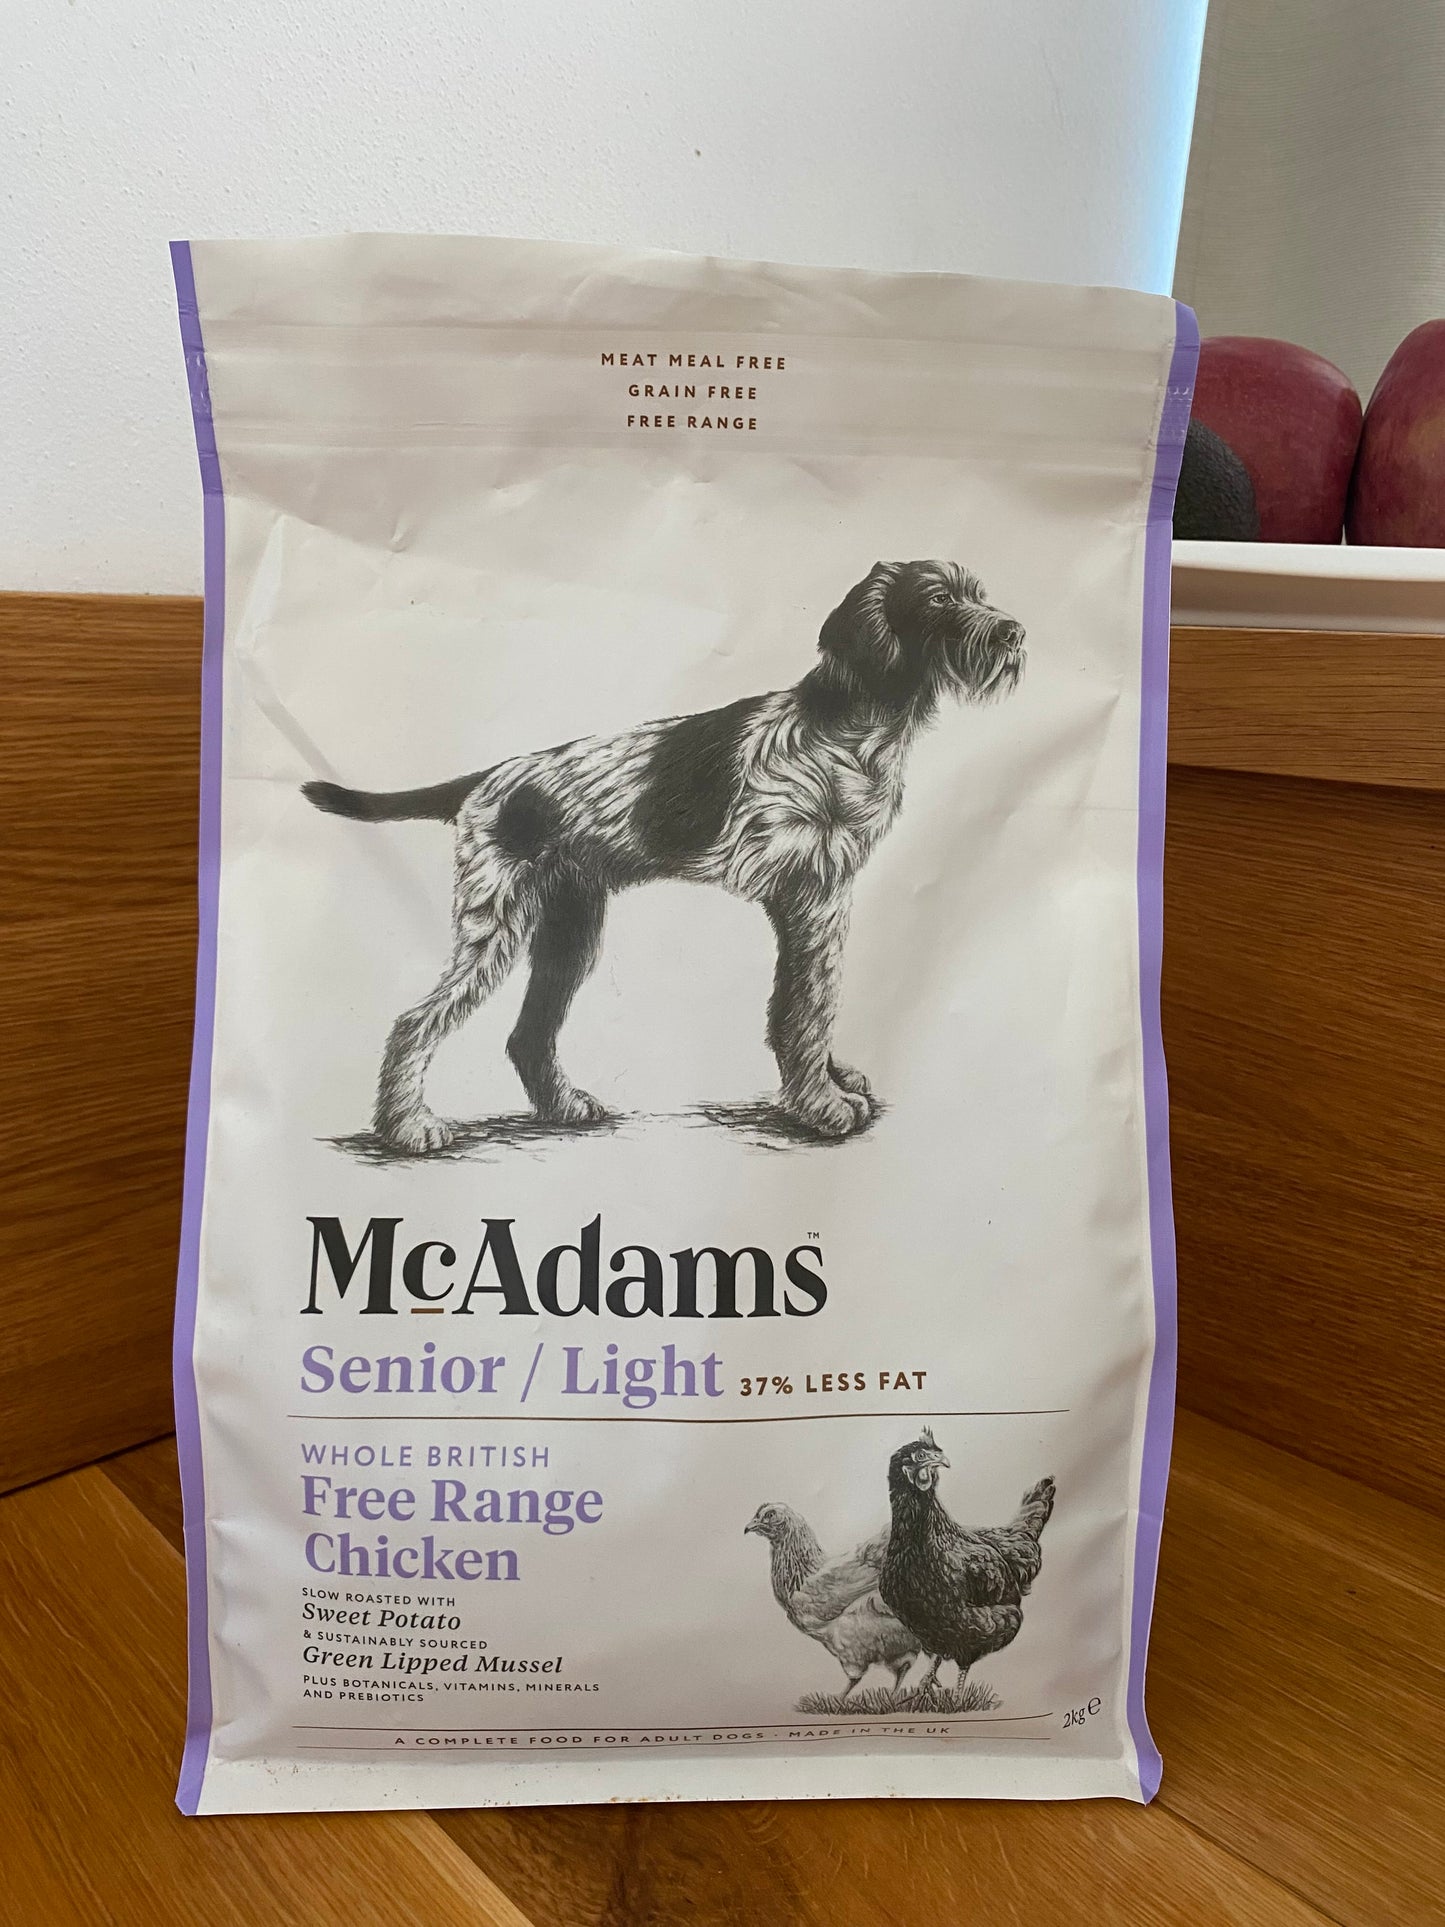 MEAT MEAL FREE
GRAIN FREE
FREE RANGE
McAdams™
Senior / Light 37% LESS FAT
WHOLE BRITISH
Free Range
Chicken
SLOW ROASTED WITH
Sweet Potato
& SUSTAINABLY SOURCED
Green Lipped Mussel
PLUS BOTANICALS, VITAMINS, MINERALS
AND PREBIOTICS
2kg ℮
A COMPLETE FOOD FOR ADULT DOGS · MADE IN THE UK